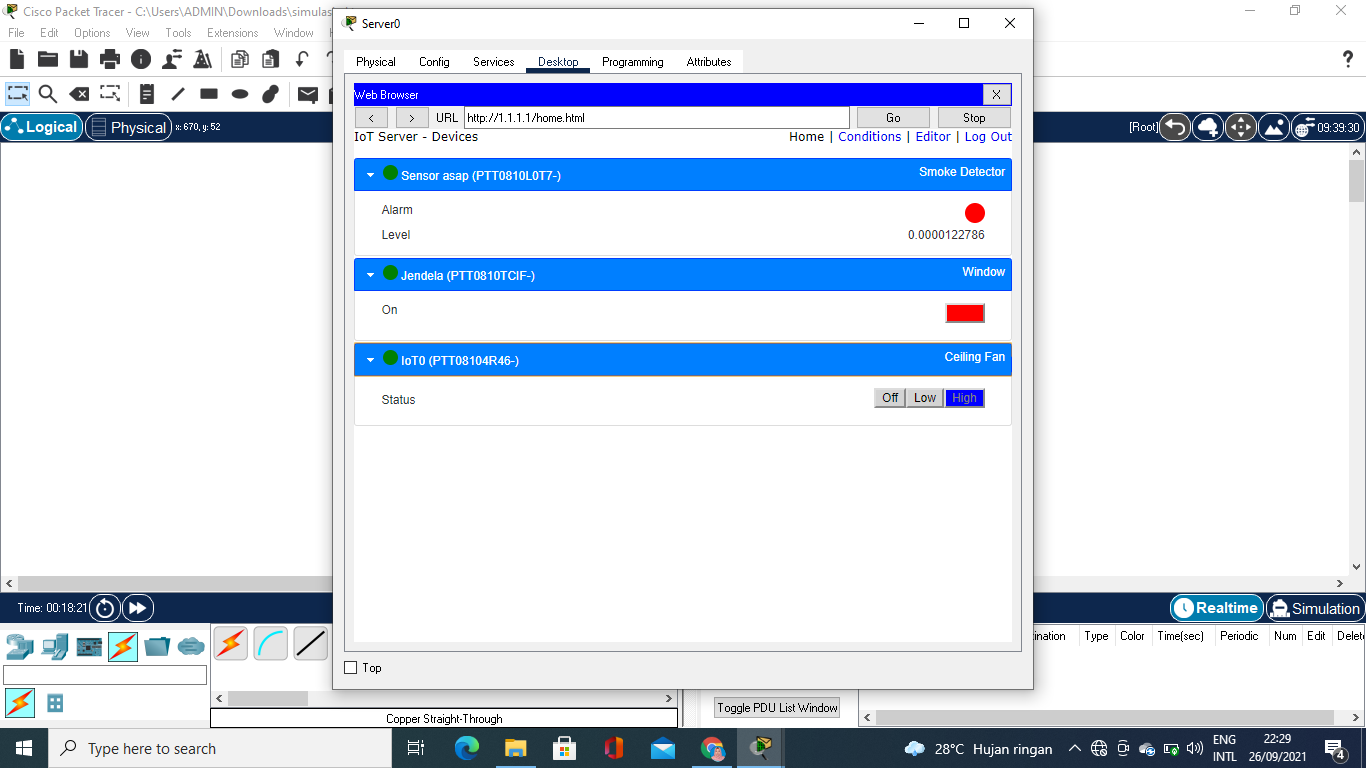 Cisco Packet Tracer - C:\Users\ADMIN\Downloads\simulas
File Edit Options View Tools Extensions Window
Server0
Physical Config Services Desktop Programming Attributes
Web Browser
X
< > URL http://1.1.1.1/home.html Go Stop
IoT Server - Devices
Home | Conditions | Editor | Log Out
Logical
Physical
x: 670, y: 52
[Root]
09:39:30
Sensor asap (PTT0810L0T7-)
Smoke Detector
Alarm
Level
0.0000122786
Jendela (PTT0810TCIF-)
Window
On
IoT0 (PTT08104R46-)
Ceiling Fan
Status
Off Low High
Top
Time: 00:18:21
Realtime
Simulation
ination Type Color Time(sec) Periodic Num Edit Delet
Toggle PDU List Window
Copper Straight-Through
Type here to search
28°C Hujan ringan
ENG
INTL
22:29
26/09/2021
4